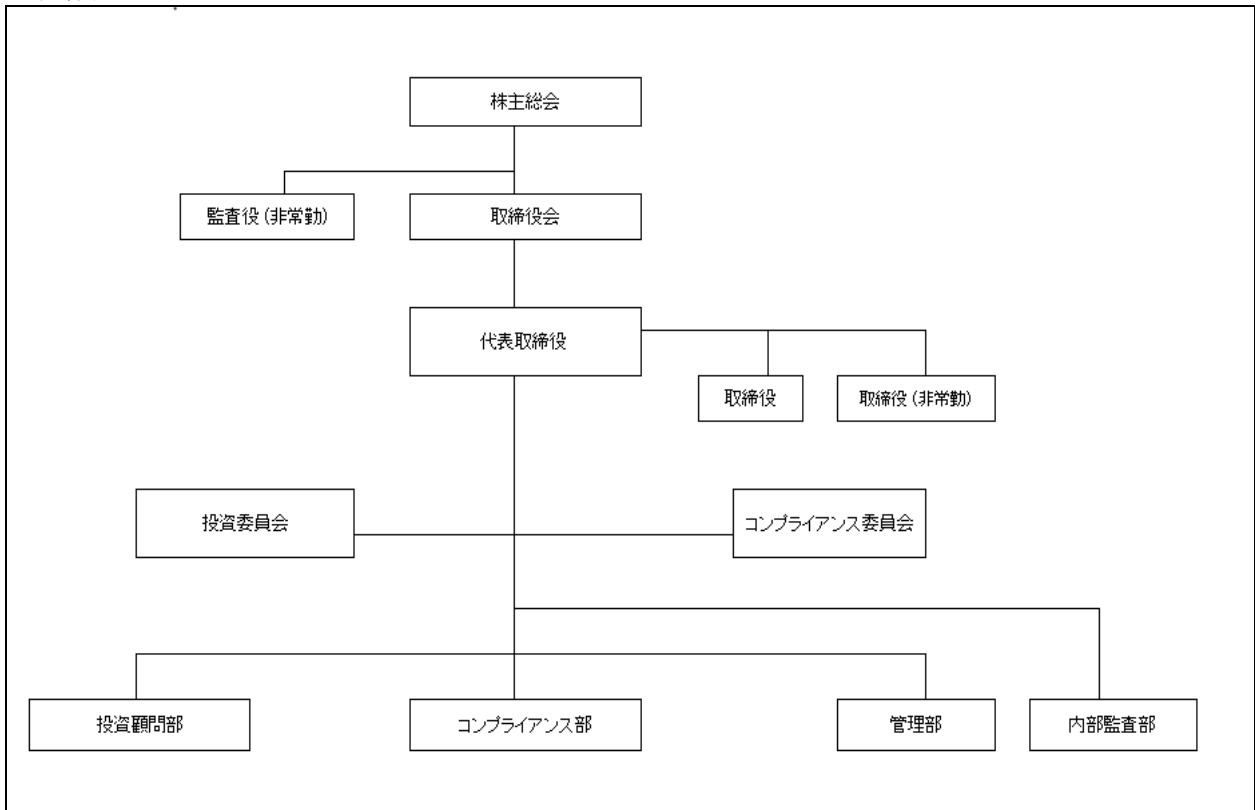 株主総会
監査役(非常勤)
取締役会
代表取締役
取締役
取締役(非常勤)
投資委員会
コンプライアンス委員会
投資顧問部
コンプライアンス部
管理部
内部監査部